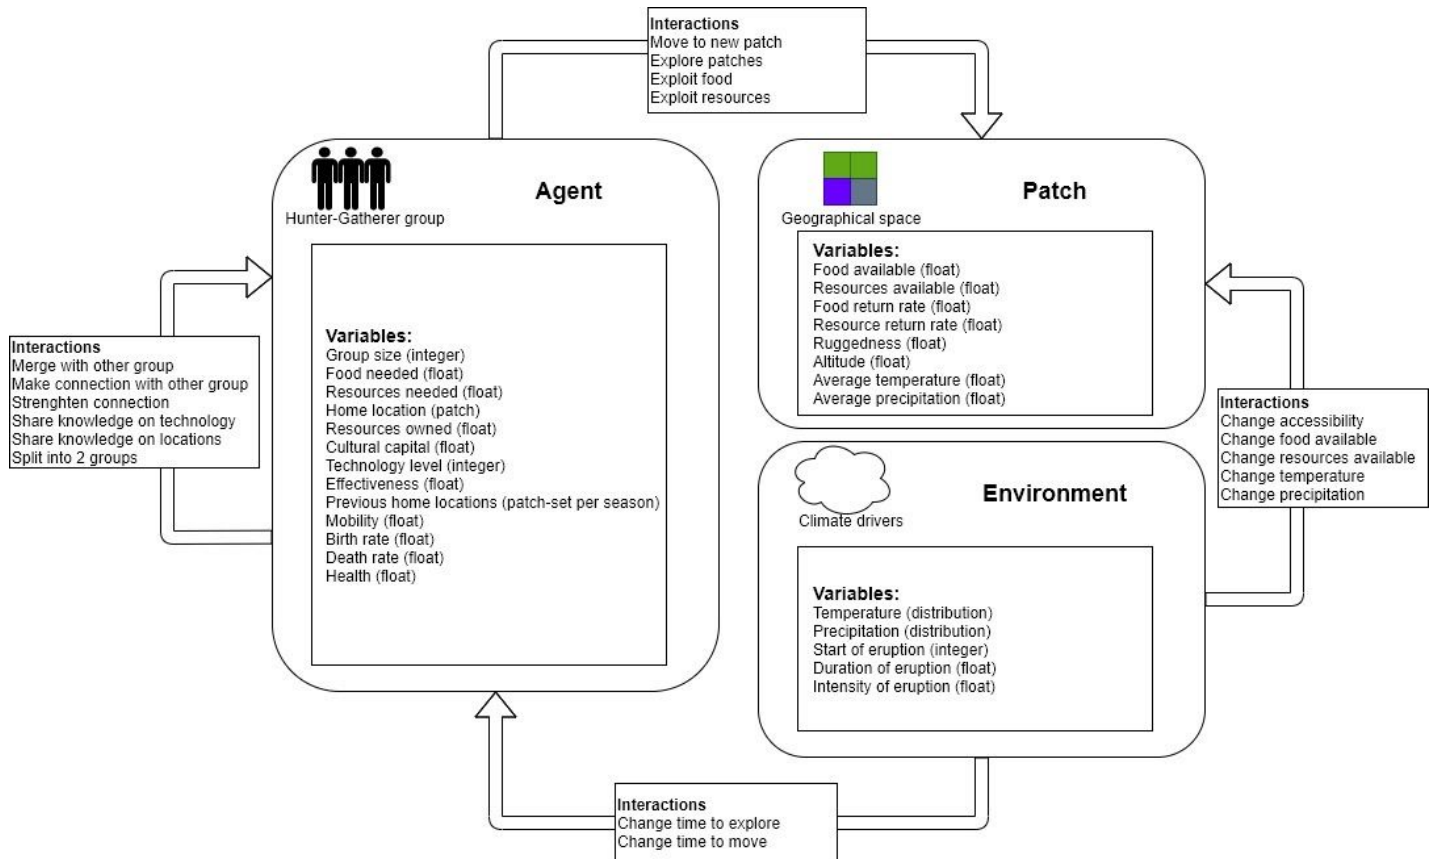 Interactions
Move to new patch
Explore patches
Exploit food
Exploit resources
Agent
Hunter-Gatherer group
Variables:
Group size (integer)
Food needed (float)
Resources needed (float)
Home location (patch)
Resources owned (float)
Cultural capital (float)
Technology level (integer)
Effectiveness (float)
Previous home locations (patch-set per season)
Mobility (float)
Birth rate (float)
Death rate (float)
Health (float)
Patch
Geographical space
Variables:
Food available (float)
Resources available (float)
Food return rate (float)
Resource return rate (float)
Ruggedness (float)
Altitude (float)
Average temperature (float)
Average precipitation (float)
Interactions
Merge with other group
Make connection with other group
Strenghten connection
Share knowledge on technology
Share knowledge on locations
Split into 2 groups
Interactions
Change accessibility
Change food available
Change resources available
Change temperature
Change precipitation
Environment
Climate drivers
Variables:
Temperature (distribution)
Precipitation (distribution)
Start of eruption (integer)
Duration of eruption (float)
Intensity of eruption (float)
Interactions
Change time to explore
Change time to move